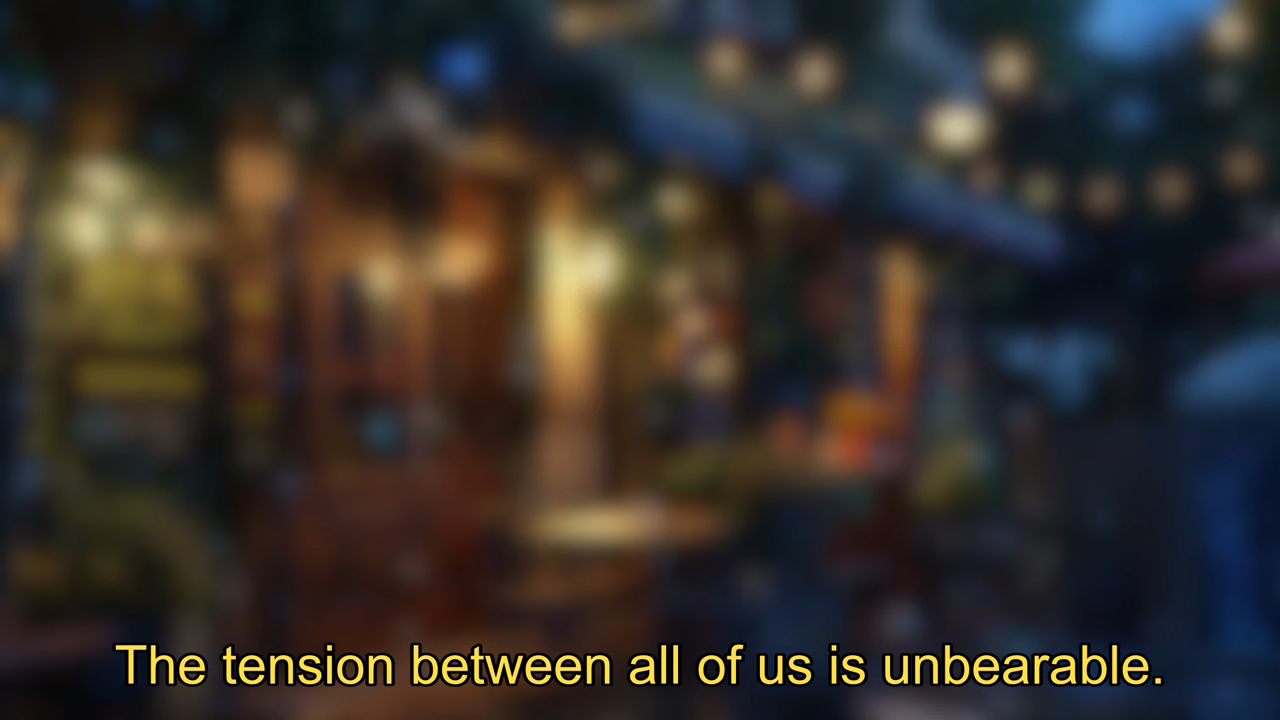 The tension between all of us is unbearable.